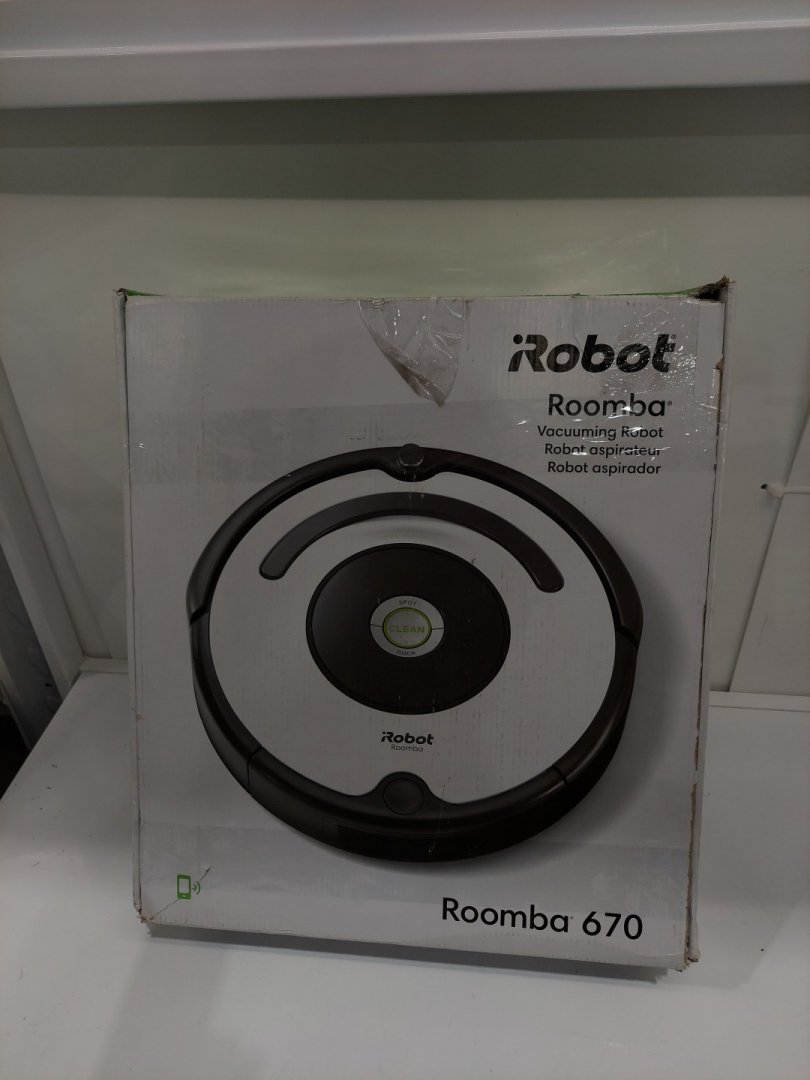 iRobot®
Roomba®
Vacuuming Robot
Robot aspirateur
Robot aspirador
SPOT
CLEAN
DOCK
iRobot
Roomba
Roomba® 670